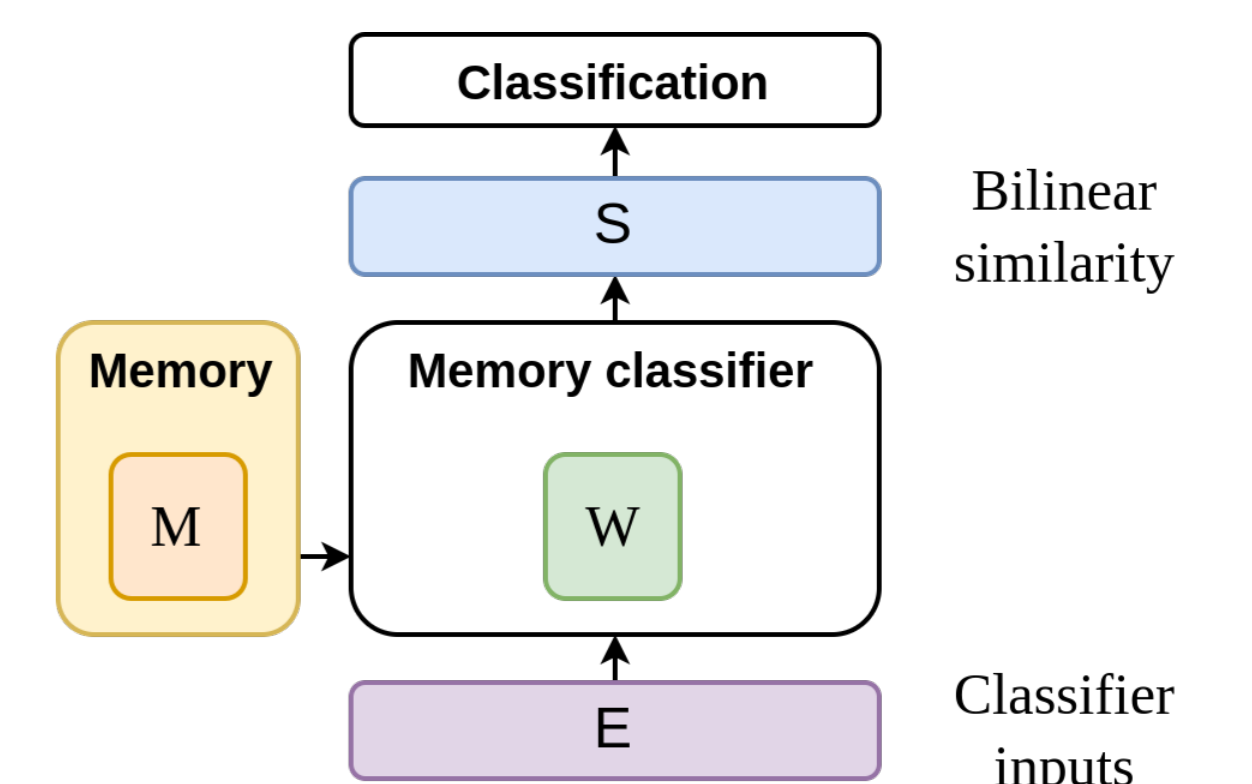 Classification
S
Bilinear
similarity
Memory
Memory classifier
M
W
E
Classifier
inputs